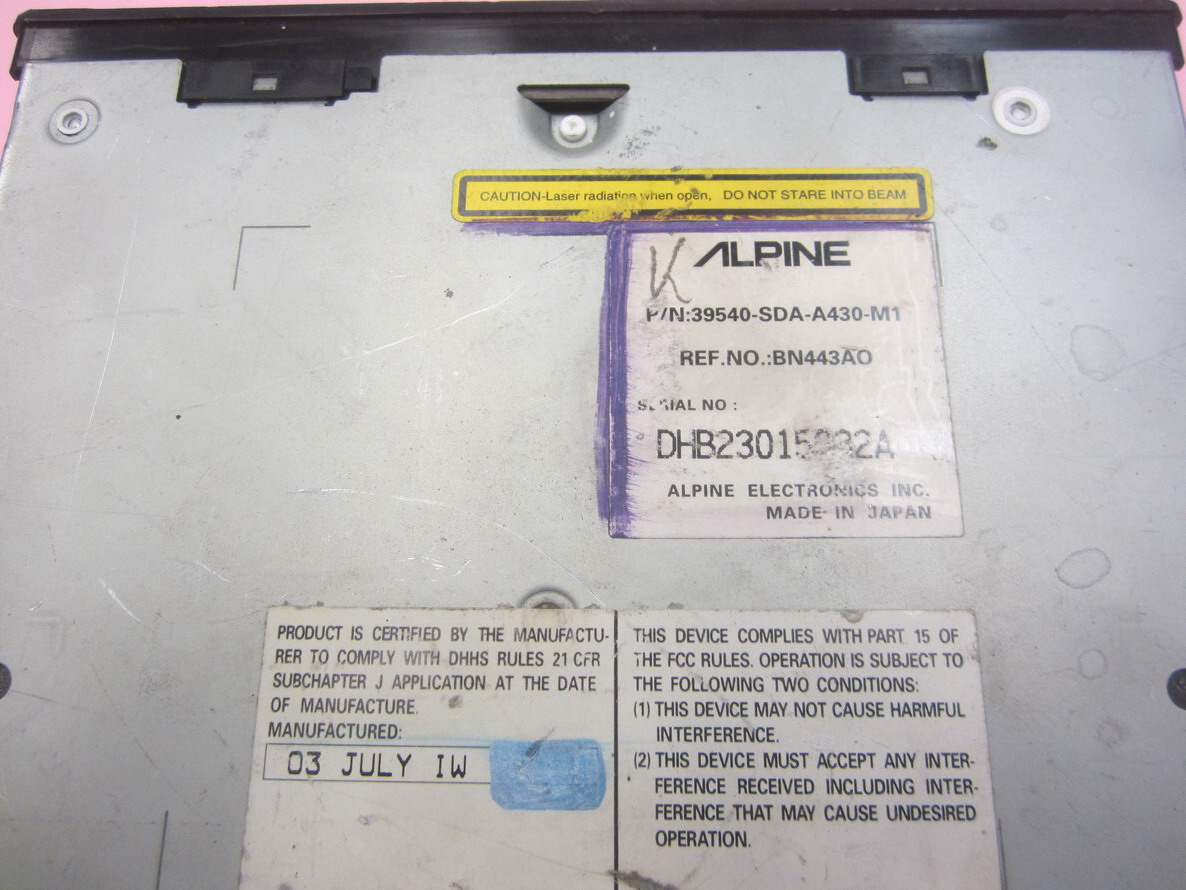 CAUTION-Laser radiation when open, DO NOT STARE INTO BEAM
K
ALPINE
P/N:39540-SDA-A430-M1
REF.NO.:BN443AO
SERIAL NO :
ALPINE ELECTRONICS INC.
MADE IN JAPAN
PRODUCT IS CERTIFIED BY THE MANUFACTU-
RER TO COMPLY WITH DHHS RULES 21 CFR
SUBCHAPTER J APPLICATION AT THE DATE
OF MANUFACTURE.
MANUFACTURED:
03 JULY IW
THIS DEVICE COMPLIES WITH PART 15 OF
THE FCC RULES. OPERATION IS SUBJECT TO
THE FOLLOWING TWO CONDITIONS:
(1) THIS DEVICE MAY NOT CAUSE HARMFUL
INTERFERENCE.
(2) THIS DEVICE MUST ACCEPT ANY INTER-
FERENCE RECEIVED INCLUDING INTER-
FERENCE THAT MAY CAUSE UNDESIRED
OPERATION.